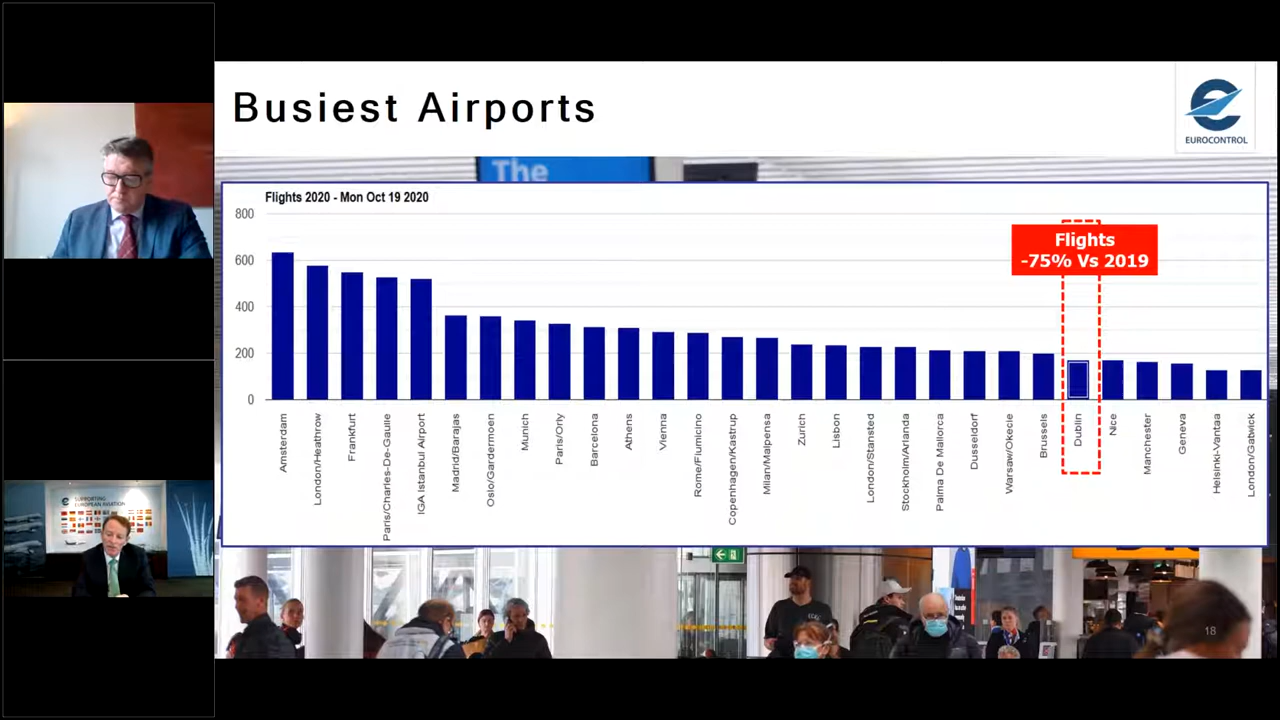 Busiest Airports
EUROCONTROL
The
Flights 2020 - Mon Oct 19 2020
800
600
400
200
0
Flights
-75% Vs 2019
Amsterdam
London/Heathrow
Frankfurt
Paris/Charles-De-Gaulle
IGA Istanbul Airport
Madrid/Barajas
Oslo/Gardermoen
Munich
Paris/Orly
Barcelona
Athens
Vienna
Rome/Fiumicino
Copenhagen/Kastrup
Milan/Malpensa
Zurich
Lisbon
London/Stansted
Stockholm/Arlanda
Palma De Mallorca
Dusseldorf
Warsaw/Okecie
Brussels
Dublin
Nice
Manchester
Geneva
Helsinki-Vantaa
London/Gatwick
SUPPORTING
EUROPEAN AVIATION
18